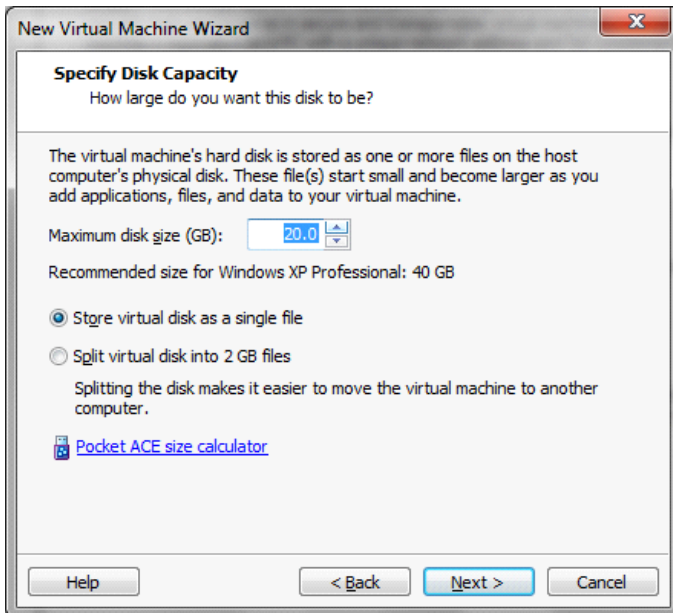 New Virtual Machine Wizard
Specify Disk Capacity
How large do you want this disk to be?
The virtual machine's hard disk is stored as one or more files on the host
computer's physical disk. These file(s) start small and become larger as you
add applications, files, and data to your virtual machine.
Maximum disk size (GB): 20.0
Recommended size for Windows XP Professional: 40 GB
Store virtual disk as a single file
Split virtual disk into 2 GB files
Splitting the disk makes it easier to move the virtual machine to another
computer.
Pocket ACE size calculator
Help < Back Next > Cancel